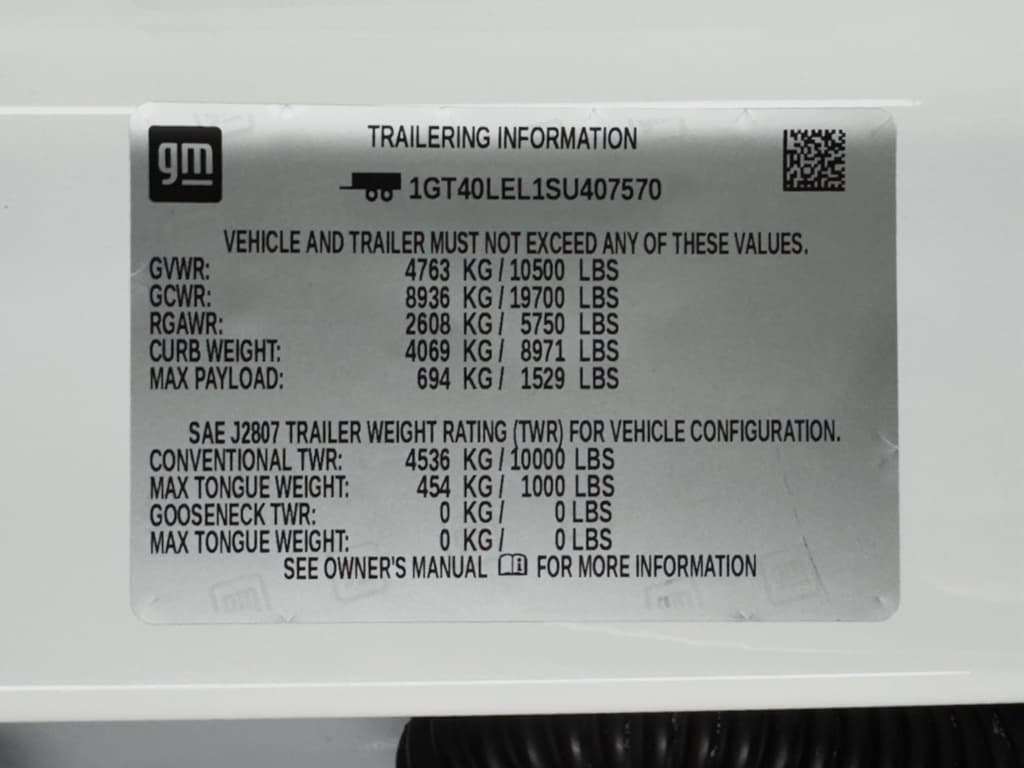 gm
TRAILERING INFORMATION
1GT40LEL1SU407570
VEHICLE AND TRAILER MUST NOT EXCEED ANY OF THESE VALUES.
GVWR: 4763 KG / 10500 LBS
GCWR: 8936 KG / 19700 LBS
RGAWR: 2608 KG / 5750 LBS
CURB WEIGHT: 4069 KG / 8971 LBS
MAX PAYLOAD: 694 KG / 1529 LBS
SAE J2807 TRAILER WEIGHT RATING (TWR) FOR VEHICLE CONFIGURATION.
CONVENTIONAL TWR: 4536 KG / 10000 LBS
MAX TONGUE WEIGHT: 454 KG / 1000 LBS
GOOSENECK TWR: 0 KG / 0 LBS
MAX TONGUE WEIGHT: 0 KG / 0 LBS
SEE OWNER'S MANUAL FOR MORE INFORMATION